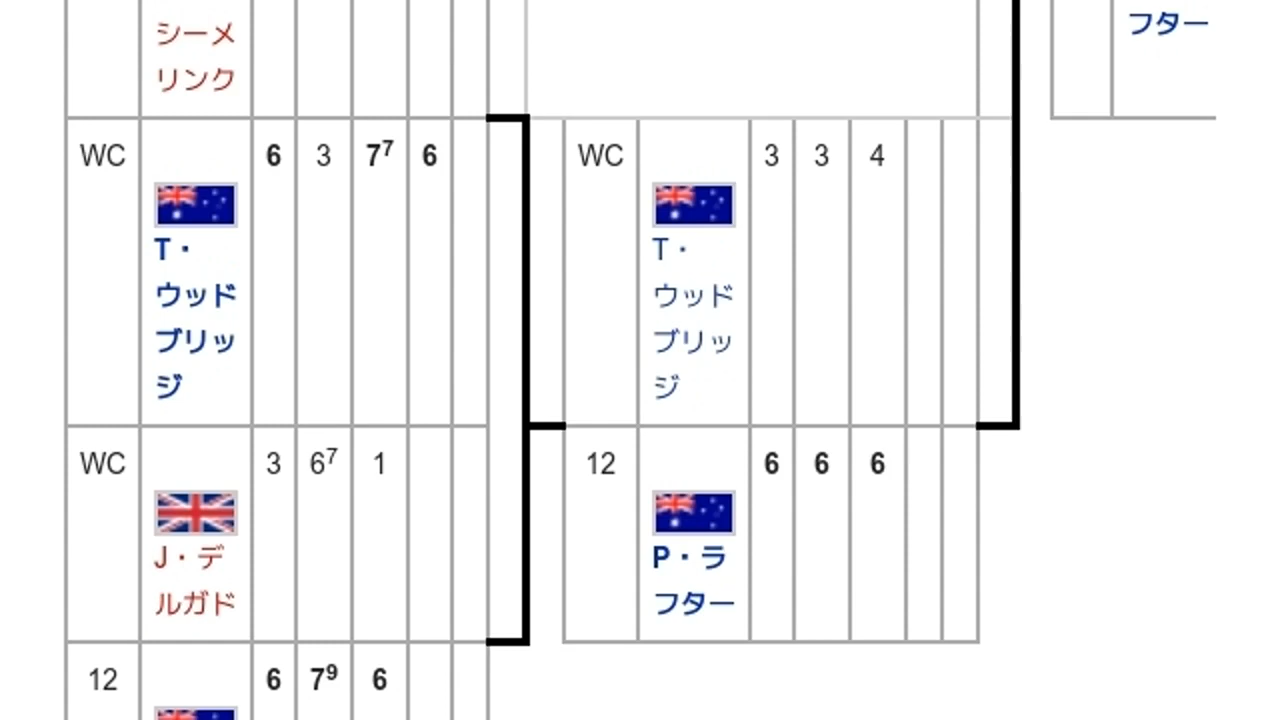 シーメ
リンク
フター
WC 6 3 7⁷ 6
T・
ウッド
ブリッ
ジ
WC 3 6⁷ 1
J・デ
ルガド
12 6 7⁹ 6
WC 3 3 4
T・
ウッド
ブリッ
ジ
12 6 6 6
P・ラ
フター